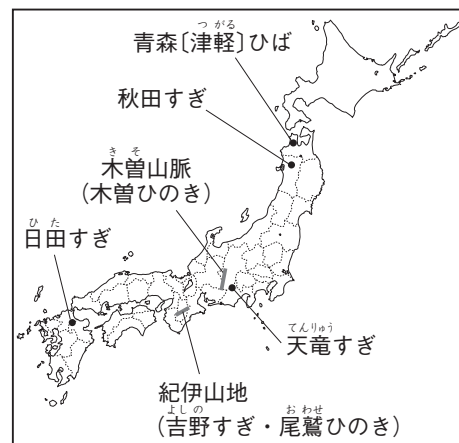 つがる
青森〔津軽〕ひば
秋田すぎ
きそ
木曽山脈
（木曽ひのき）
ひた
日田すぎ
てんりゅう
天竜すぎ
紀伊山地
よしの おわせ
（吉野すぎ・尾鷲ひのき）